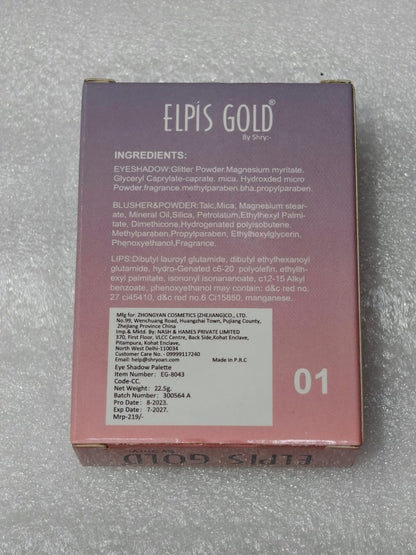 ELPIS GOLD®
By Shry:-
INGREDIENTS:
EYESHADOW:Glitter Powder.Magnesium myritate.
Glyceryl Caprylate-caprate. mica. Hydroxded micro
Powder.fragrance.methylparaben.bha.propylparaben.
BLUSHER&POWDER:Talc,Mica, Magnesium stear-
ate, Mineral Oil,Silica, Petrolatum,Ethylhexyl Palmi-
tate, Dimethicone,Hydrogenated polyisobutene,
Methylparaben,Propylparaben, Ethylhoxylglycerin,
Phenoxyethanol,Fragrance.
LIPS:Dibutyl lauroyl glutamide, dibutyl ethexanoyl
glutamide, hydro-Genated c6-20 polyolefin, ethyllh-
exyl palmitate, isononyl isononanoate, c12-15 Alkyl
benzoate, phenoxethanol may contain: d&c red no.
27 ci45410, d&c red no.6 Ci15850, manganese.
Mfg for: ZHONGYAN COSMETICS (ZHEJIANG)CO., LTD.
No.99, Wenchuang Road, Huangzhai Town, Pujiang County,
Zhejiang Province China
Imp.& Mktd. By: NASH & HAMES PRIVATE LIMITED
370, First Floor, VLCC Centre, Back Side,Kohat Enclave,
Pitampura, Kohat Enclave,
North West Delhi-110034
Customer Care No. - 09999117240
Email: help@shryoan.com Made in P.R.C
Eye Shadow Palette
Item Number: EG-8043
Code-CC.
Net Weight: 22.5g.
Batch Number: 300564 A
Pro Date: 8-2023.
Exp Date: 7-2027.
Mrp-219/-
01
ELPIS GOLD